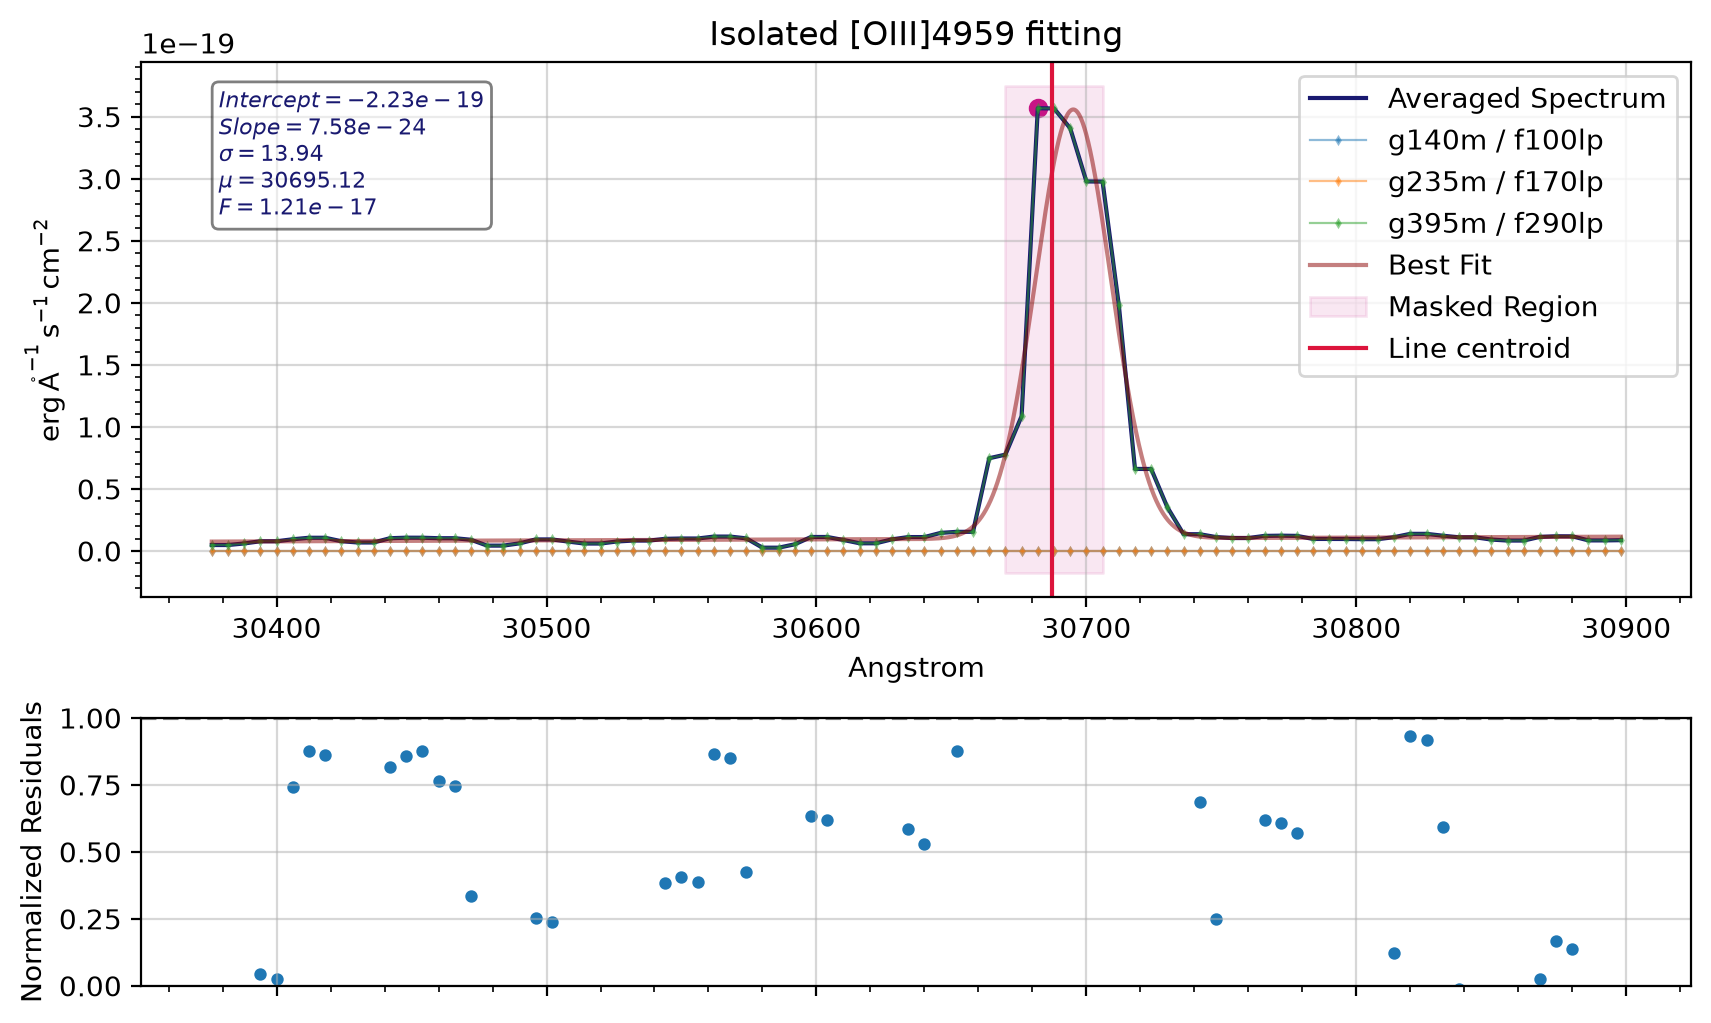 Isolated [OIII]4959 fitting
1e−19
Intercept = −2.23e − 19
Slope = 7.58e − 24
σ = 13.94
μ = 30695.12
F = 1.21e − 17
Averaged Spectrum
g140m / f100lp
g235m / f170lp
g395m / f290lp
Best Fit
Masked Region
Line centroid
erg Å⁻¹ s⁻¹ cm⁻²
3.5
3.0
2.5
2.0
1.5
1.0
0.5
0.0
30400 30500 30600 30700 30800 30900
Angstrom
Normalized Residuals
1.00
0.75
0.50
0.25
0.00